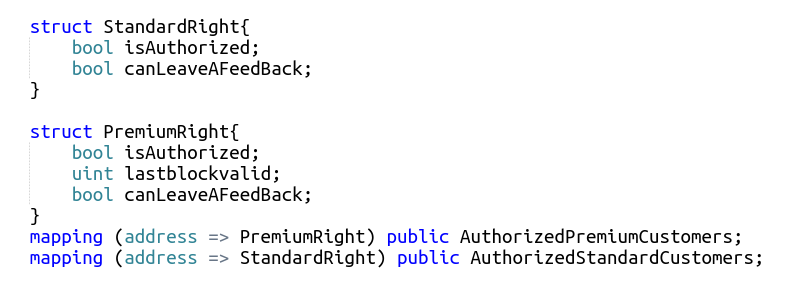 struct StandardRight{
    bool isAuthorized;
    bool canLeaveAFeedBack;
}
struct PremiumRight{
    bool isAuthorized;
    uint lastblockvalid;
    bool canLeaveAFeedBack;
}
mapping (address => PremiumRight) public AuthorizedPremiumCustomers;
mapping (address => StandardRight) public AuthorizedStandardCustomers;